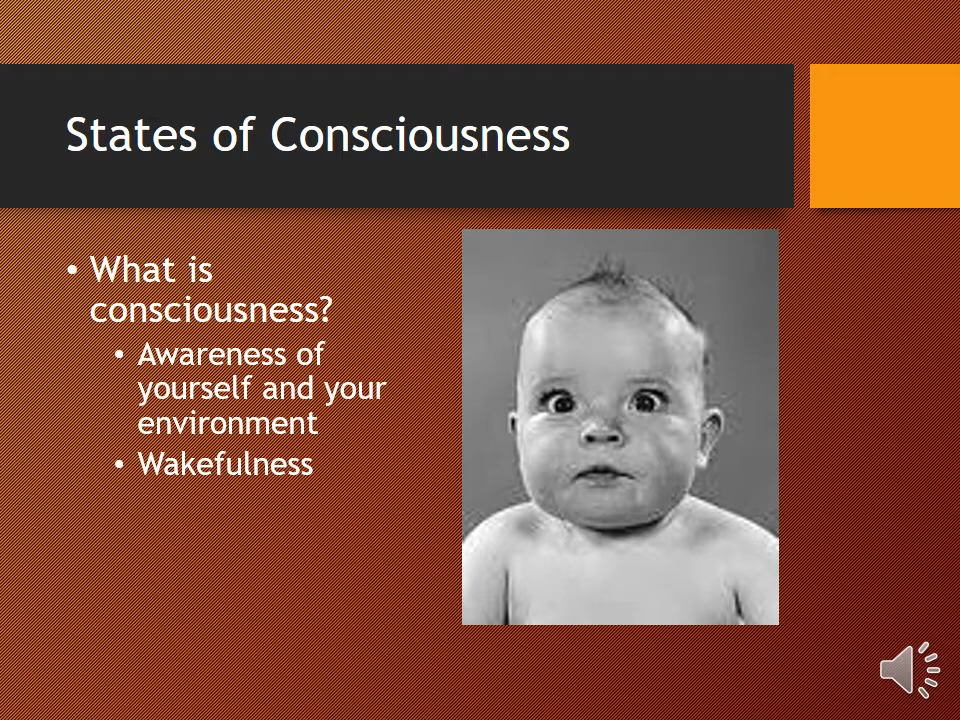 States of Consciousness
• What is
consciousness?
• Awareness of
yourself and your
environment
• Wakefulness